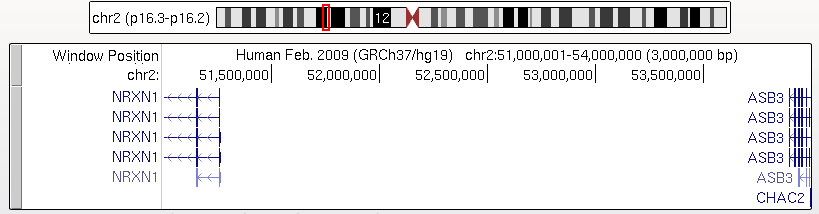 chr2 (p16.3-p16.2) 12
Window Position Human Feb. 2009 (GRCh37/hg19) chr2:51,000,001-54,000,000 (3,000,000 bp)
chr2: 51,500,000 52,000,000 52,500,000 53,000,000 53,500,000
NRXN1 ASB3
NRXN1 ASB3
NRXN1 ASB3
NRXN1 ASB3
NRXN1 ASB3
CHAC2